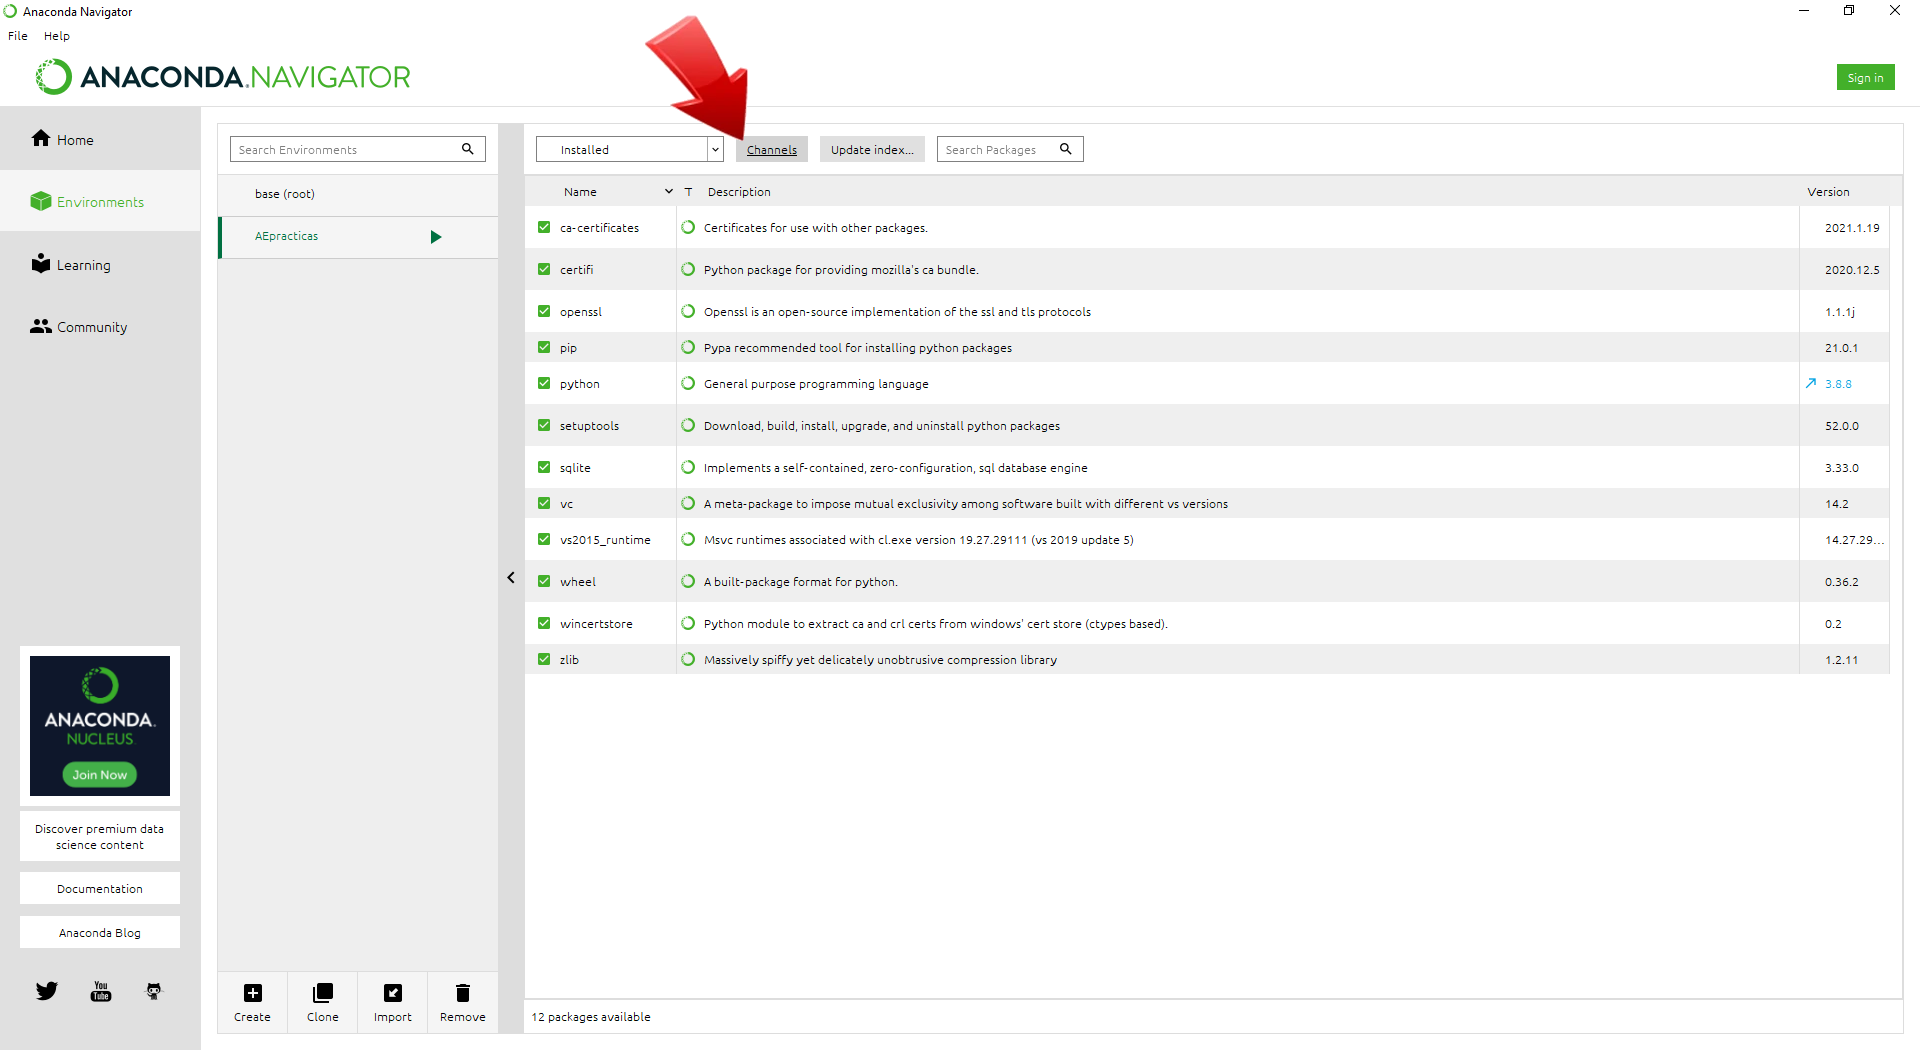 Anaconda Navigator
File Help
ANACONDA.NAVIGATOR
Sign in
Home
Environments
Learning
Community
ANACONDA.
NUCLEUS
Join Now
Discover premium data
science content
Documentation
Anaconda Blog
You
Tube
Search Environments
base (root)
AEpracticas
Create Clone Import Remove
Installed Channels Update index... Search Packages
Name T Description Version
ca-certificates Certificates for use with other packages. 2021.1.19
certifi Python package for providing mozilla's ca bundle. 2020.12.5
openssl Openssl is an open-source implementation of the ssl and tls protocols 1.1.1j
pip Pypa recommended tool for installing python packages 21.0.1
python General purpose programming language 3.8.8
setuptools Download, build, install, upgrade, and uninstall python packages 52.0.0
sqlite Implements a self-contained, zero-configuration, sql database engine 3.33.0
vc A meta-package to impose mutual exclusivity among software built with different vs versions 14.2
vs2015_runtime Msvc runtimes associated with cl.exe version 19.27.29111 (vs 2019 update 5) 14.27.29...
wheel A built-package format for python. 0.36.2
wincertstore Python module to extract ca and crl certs from windows' cert store (ctypes based). 0.2
zlib Massively spiffy yet delicately unobtrusive compression library 1.2.11
12 packages available